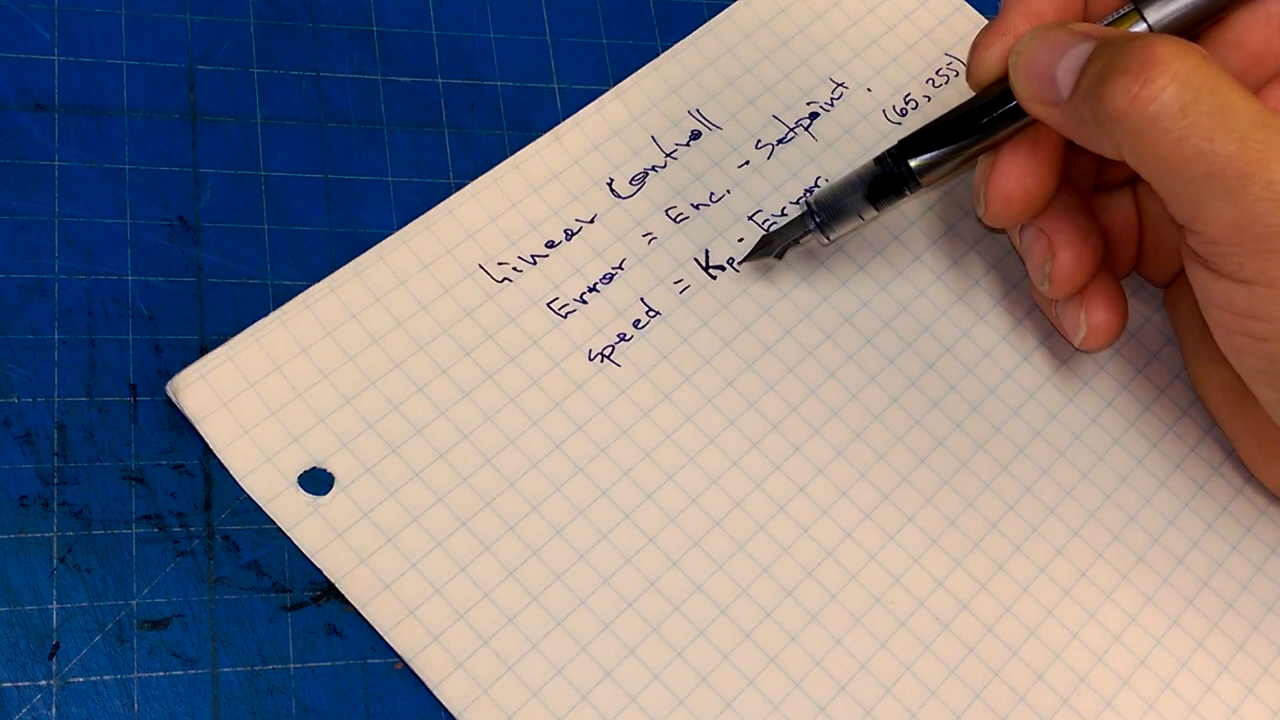 Linear Controll
Error = Enc. - Setpoint.
Speed = Kp. Error. (65, 255)